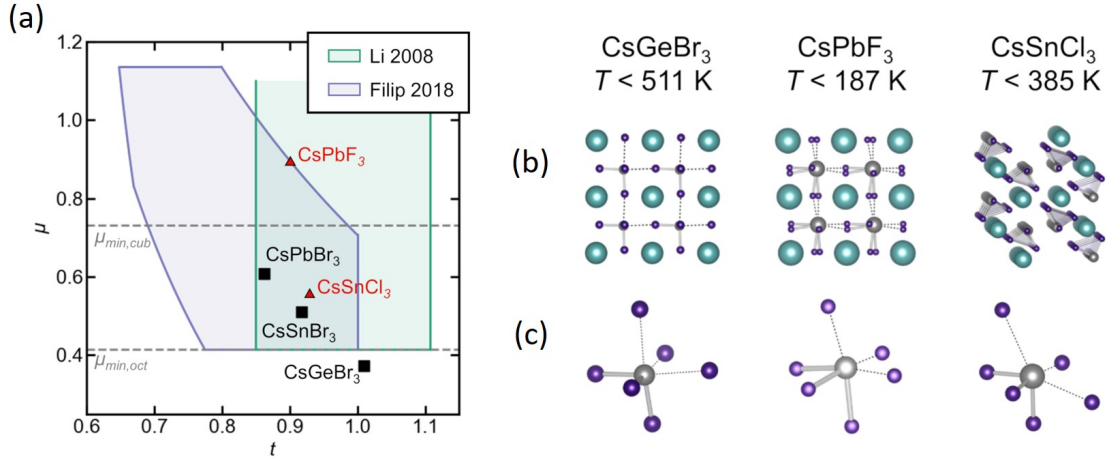 (a)
1.2
1.0
0.8
0.6
0.4
μ
0.6 0.7 0.8 0.9 1.0 1.1
t
Li 2008
Filip 2018
CsPbF₃
μmin,cub
CsPbBr₃
CsSnCl₃
CsSnBr₃
μmin,oct
CsGeBr₃
CsGeBr₃ CsPbF₃ CsSnCl₃
T < 511 K T < 187 K T < 385 K
(b)
(c)